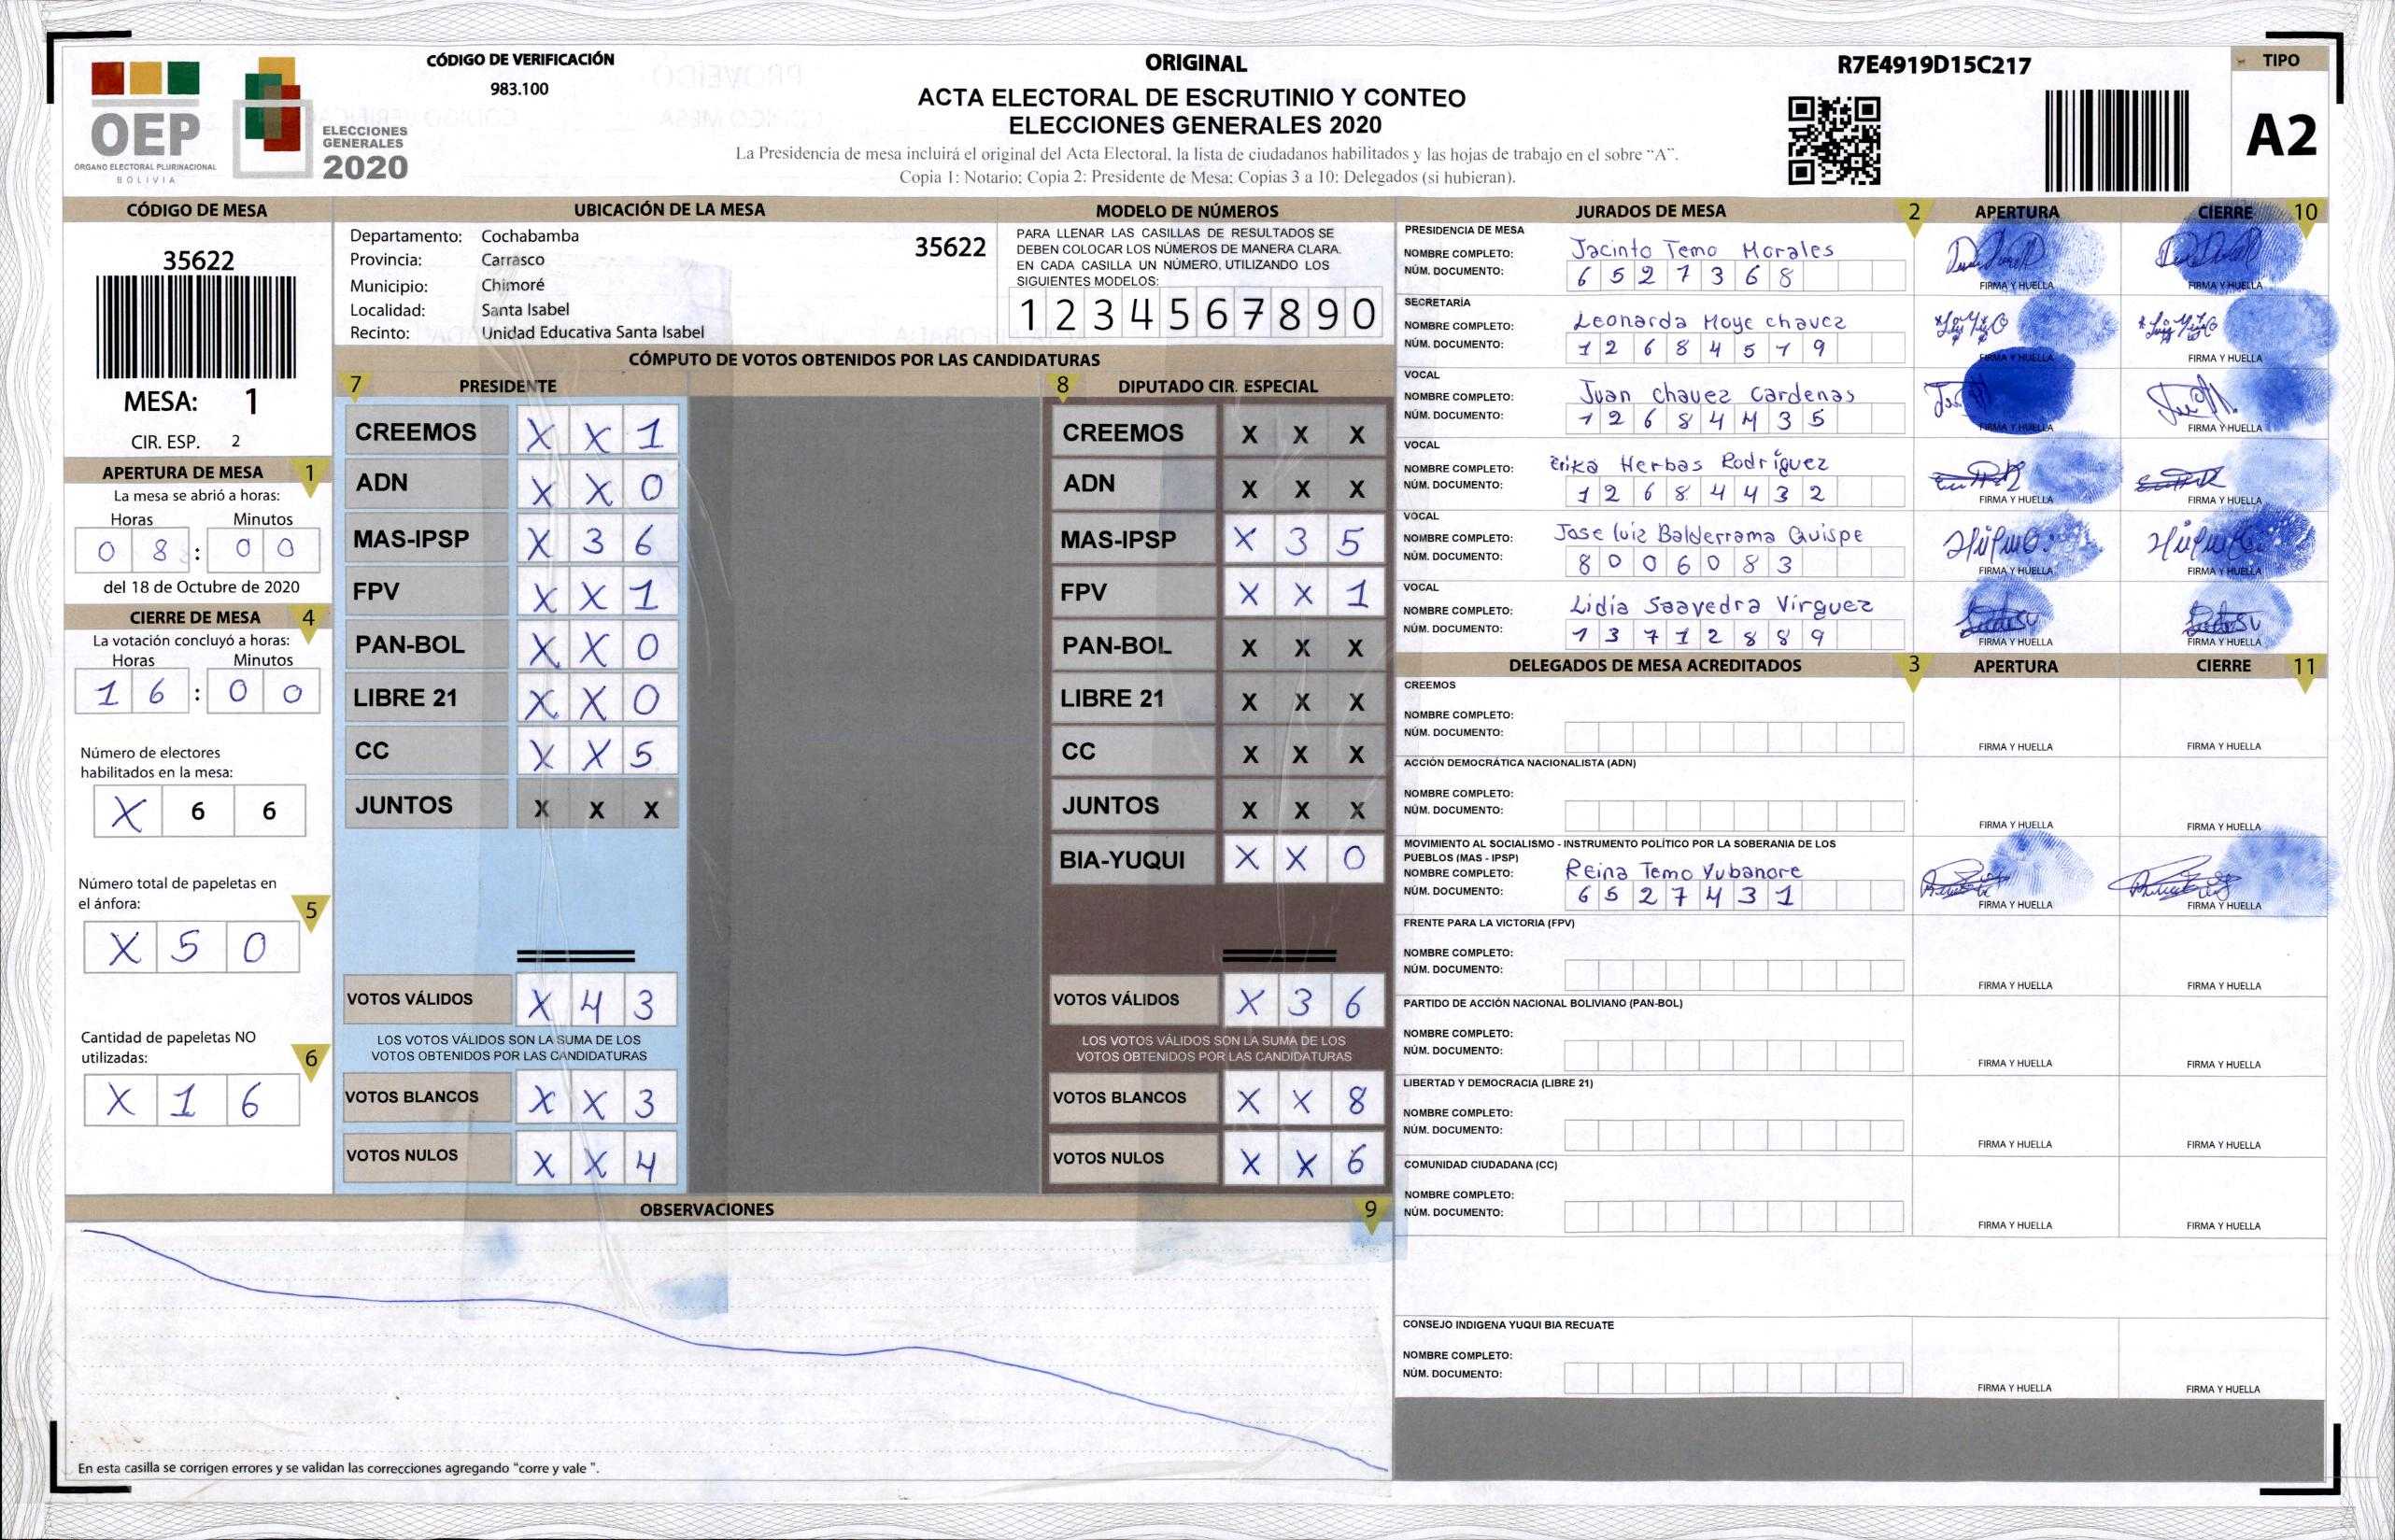 CÓDIGO DE VERIFICACIÓN
983.100
OEP
ÓRGANO ELECTORAL PLURINACIONAL
BOLIVIA
ELECCIONES
GENERALES
2020
ORIGINAL
ACTA ELECTORAL DE ESCRUTINIO Y CONTEO
ELECCIONES GENERALES 2020
La Presidencia de mesa incluirá el original del Acta Electoral, la lista de ciudadanos habilitados y las hojas de trabajo en el sobre "A".
Copia 1: Notario; Copia 2: Presidente de Mesa; Copias 3 a 10: Delegados (si hubieran).
R7E4919D15C217
TIPO
A2
CÓDIGO DE MESA
35622
MESA: 1
CIR. ESP. 2
APERTURA DE MESA 1
La mesa se abrió a horas:
Horas Minutos
0 8 : 0 0
del 18 de Octubre de 2020
CIERRE DE MESA 4
La votación concluyó a horas:
Horas Minutos
1 6 : 0 0
Número de electores
habilitados en la mesa:
X 6 6
Número total de papeletas en
el ánfora:
5
X 5 0
Cantidad de papeletas NO
utilizadas:
6
X 1 6
UBICACIÓN DE LA MESA
Departamento: Cochabamba
35622
Provincia: Carrasco
Municipio: Chimoré
Localidad: Santa Isabel
Recinto: Unidad Educativa Santa Isabel
MODELO DE NÚMEROS
PARA LLENAR LAS CASILLAS DE RESULTADOS SE
DEBEN COLOCAR LOS NÚMEROS DE MANERA CLARA.
EN CADA CASILLA UN NÚMERO, UTILIZANDO LOS
SIGUIENTES MODELOS:
1 2 3 4 5 6 7 8 9 0
CÓMPUTO DE VOTOS OBTENIDOS POR LAS CANDIDATURAS
7 PRESIDENTE
CREEMOS X X 1
ADN X X 0
MAS-IPSP X 3 6
FPV X X 1
PAN-BOL X X 0
LIBRE 21 X X 0
CC X X 5
JUNTOS X X X
VOTOS VÁLIDOS X 4 3
LOS VOTOS VÁLIDOS SON LA SUMA DE LOS
VOTOS OBTENIDOS POR LAS CANDIDATURAS
VOTOS BLANCOS X X 3
VOTOS NULOS X X 4
8 DIPUTADO CIR. ESPECIAL
CREEMOS X X X
ADN X X X
MAS-IPSP X 3 5
FPV X X 1
PAN-BOL X X X
LIBRE 21 X X X
CC X X X
JUNTOS X X X
BIA-YUQUI X X 0
VOTOS VÁLIDOS X 3 6
LOS VOTOS VÁLIDOS SON LA SUMA DE LOS
VOTOS OBTENIDOS POR LAS CANDIDATURAS
VOTOS BLANCOS X X 8
VOTOS NULOS X X 6
OBSERVACIONES 9
En esta casilla se corrigen errores y se validan las correcciones agregando "corre y vale ".
JURADOS DE MESA 2 APERTURA CIERRE 10
PRESIDENCIA DE MESA
NOMBRE COMPLETO: Jacinto Temo Morales
NÚM. DOCUMENTO: 6 5 2 7 3 6 8
FIRMA Y HUELLA FIRMA Y HUELLA
SECRETARÍA
NOMBRE COMPLETO: Leonarda Moye chavez
NÚM. DOCUMENTO: 1 2 6 8 4 5 7 9
FIRMA Y HUELLA FIRMA Y HUELLA
VOCAL
NOMBRE COMPLETO: Juan Chavez Cardenas
NÚM. DOCUMENTO: 1 2 6 8 4 4 3 5
FIRMA Y HUELLA FIRMA Y HUELLA
VOCAL
NOMBRE COMPLETO: Erika Herbas Rodríguez
NÚM. DOCUMENTO: 1 2 6 8 4 4 3 2
FIRMA Y HUELLA FIRMA Y HUELLA
VOCAL
NOMBRE COMPLETO: Jose luiz Balderrama Quispe
NÚM. DOCUMENTO: 8 0 0 6 0 8 3
FIRMA Y HUELLA FIRMA Y HUELLA
VOCAL
NOMBRE COMPLETO: Lidia Saavedra Virguez
NÚM. DOCUMENTO: 1 3 7 1 2 8 8 9
FIRMA Y HUELLA FIRMA Y HUELLA
DELEGADOS DE MESA ACREDITADOS 3 APERTURA CIERRE 11
CREEMOS
NOMBRE COMPLETO:
NÚM. DOCUMENTO:
FIRMA Y HUELLA FIRMA Y HUELLA
ACCIÓN DEMOCRÁTICA NACIONALISTA (ADN)
NOMBRE COMPLETO:
NÚM. DOCUMENTO:
FIRMA Y HUELLA FIRMA Y HUELLA
MOVIMIENTO AL SOCIALISMO - INSTRUMENTO POLÍTICO POR LA SOBERANIA DE LOS
PUEBLOS (MAS - IPSP)
NOMBRE COMPLETO: Reina Temo Yubanore
NÚM. DOCUMENTO: 6 5 2 7 4 3 1
FIRMA Y HUELLA FIRMA Y HUELLA
FRENTE PARA LA VICTORIA (FPV)
NOMBRE COMPLETO:
NÚM. DOCUMENTO:
FIRMA Y HUELLA FIRMA Y HUELLA
PARTIDO DE ACCIÓN NACIONAL BOLIVIANO (PAN-BOL)
NOMBRE COMPLETO:
NÚM. DOCUMENTO:
FIRMA Y HUELLA FIRMA Y HUELLA
LIBERTAD Y DEMOCRACIA (LIBRE 21)
NOMBRE COMPLETO:
NÚM. DOCUMENTO:
FIRMA Y HUELLA FIRMA Y HUELLA
COMUNIDAD CIUDADANA (CC)
NOMBRE COMPLETO:
NÚM. DOCUMENTO:
FIRMA Y HUELLA FIRMA Y HUELLA
CONSEJO INDIGENA YUQUI BIA RECUATE
NOMBRE COMPLETO:
NÚM. DOCUMENTO:
FIRMA Y HUELLA FIRMA Y HUELLA